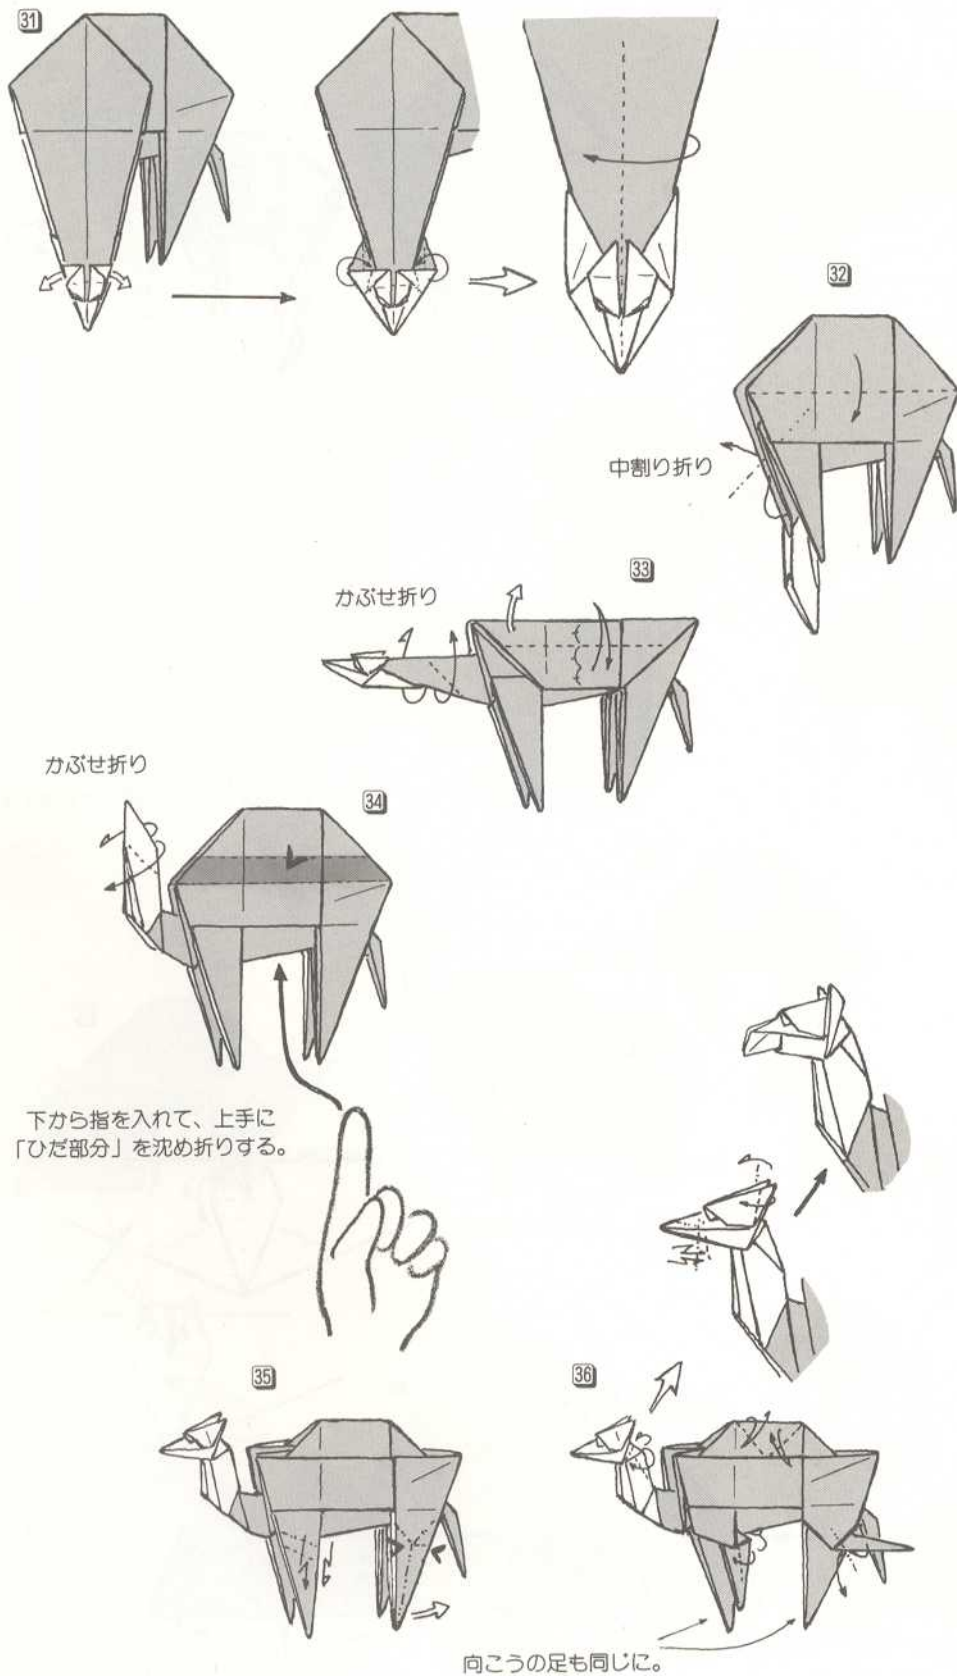 31
32
中割り折り
33
かぶせ折り
かぶせ折り
34
下から指を入れて、上手に
「ひだ部分」を沈め折りする。
35
36
向こうの足も同じに。